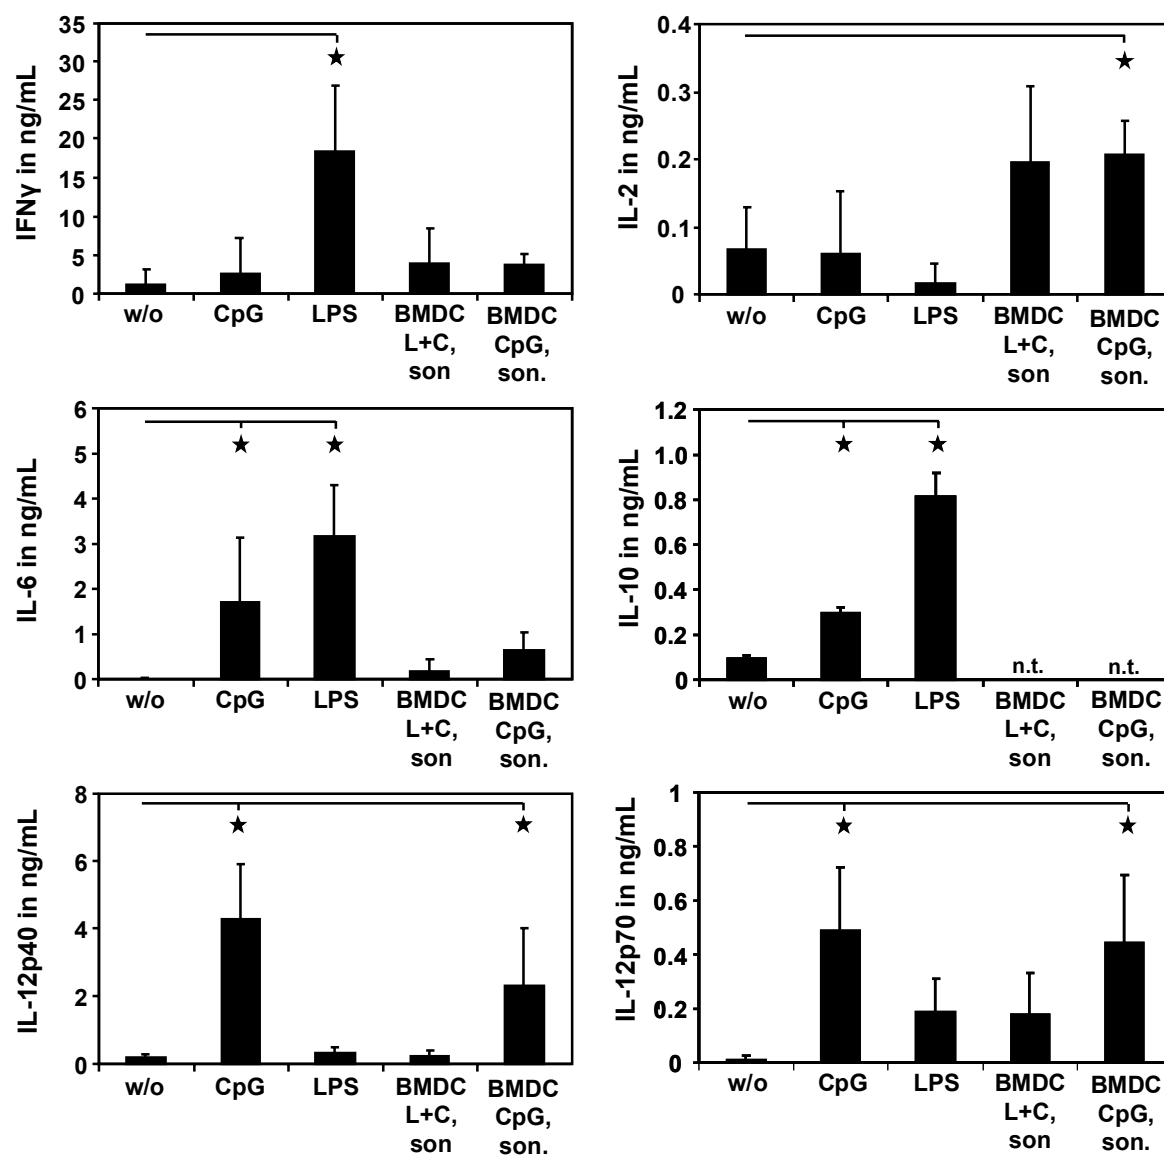 IFNγ in ng/mL
35
30
25
20
15
10
5
0
w/o
CpG
LPS
BMDC
L+C,
son
BMDC
CpG,
son.
IL-2 in ng/mL
0.4
0.3
0.2
0.1
0
w/o
CpG
LPS
BMDC
L+C,
son
BMDC
CpG,
son.
IL-6 in ng/mL
6
5
4
3
2
1
0
w/o
CpG
LPS
BMDC
L+C,
son
BMDC
CpG,
son.
IL-10 in ng/mL
1.2
1.0
0.8
0.6
0.4
0.2
0
n.t.
n.t.
w/o
CpG
LPS
BMDC
L+C,
son
BMDC
CpG,
son.
IL-12p40 in ng/mL
8
6
4
2
0
w/o
CpG
LPS
BMDC
L+C,
son
BMDC
CpG,
son.
IL-12p70 in ng/mL
1
0.8
0.6
0.4
0.2
0
w/o
CpG
LPS
BMDC
L+C,
son
BMDC
CpG,
son.